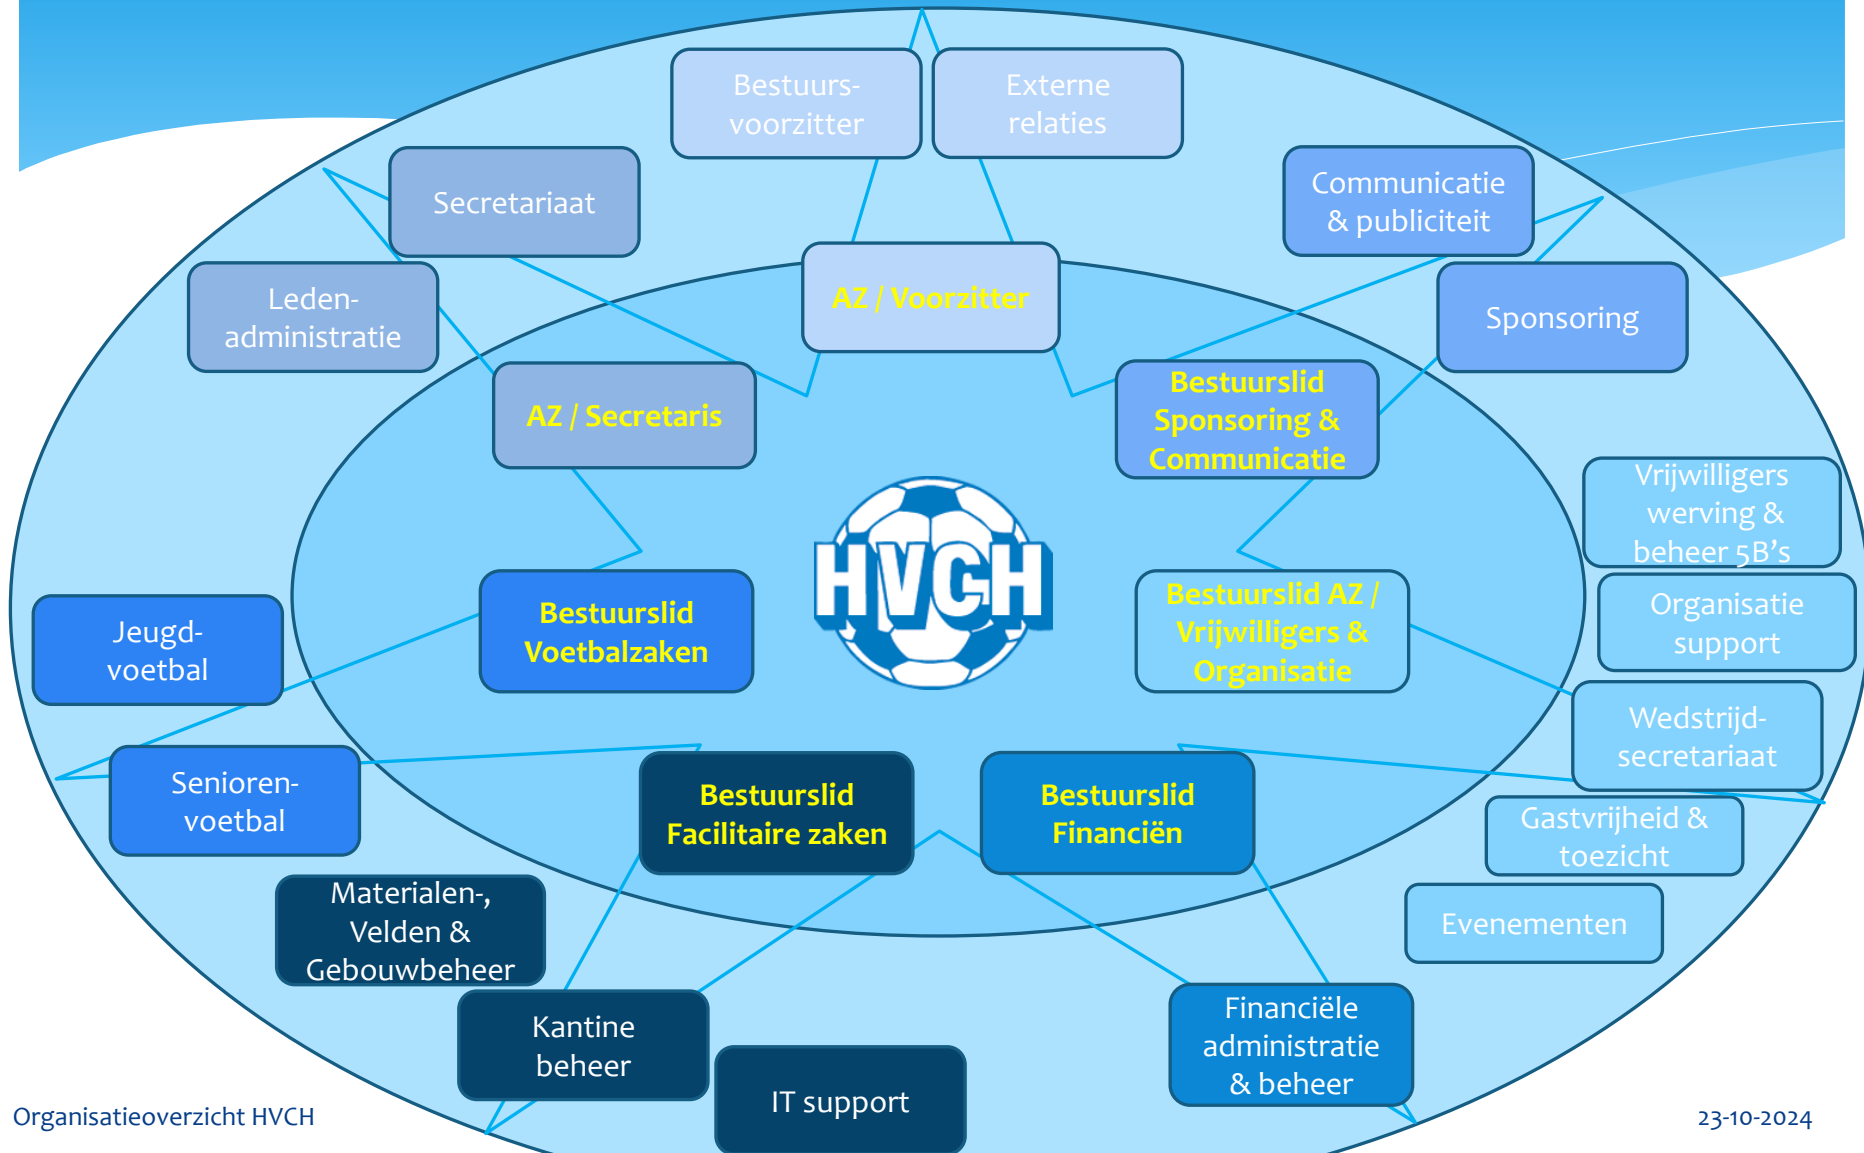 Bestuurs-
voorzitter
Externe
relaties
Secretariaat
Communicatie
& publiciteit
Leden-
administratie
AZ / Voorzitter
Sponsoring
AZ / Secretaris
Bestuurslid
Sponsoring &
Communicatie
Vrijwilligers
werving &
beheer 5B's
HVCH
Bestuurslid
Voetbalzaken
Bestuurslid AZ /
Vrijwilligers &
Organisatie
Organisatie
support
Jeugd-
voetbal
Wedstrijd-
secretariaat
Senioren-
voetbal
Bestuurslid
Facilitaire zaken
Bestuurslid
Financiën
Gastvrijheid &
toezicht
Materialen-,
Velden &
Gebouwbeheer
Evenementen
Kantine
beheer
Financiële
administratie
& beheer
IT support
Organisatieoverzicht HVCH
23-10-2024